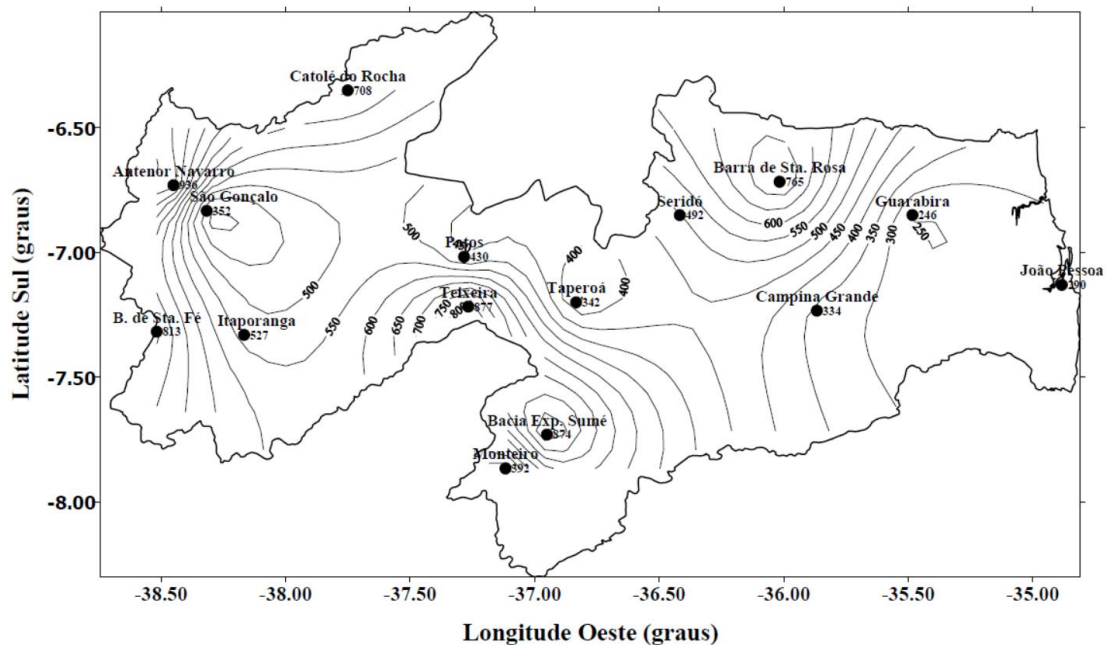 Catolé do Rocha
708
-6.50
Antenor Navarro
936
São Gonçalo
352
Barra de Sta. Rosa
765
Seridó
492
Guarabira
246
600
550
500
450
400
350
300
250
-7.00
500
Patos
430
400
400
João Pessoa
290
Teixeira
877
Taperoá
342
Campina Grande
334
500
550
600
650
700
750
B. de Sta. Fé
813
Itaporanga
527
-7.50
Bacia Exp. Sumé
874
Monteiro
392
-8.00
Latitude Sul (graus)
-38.50
-38.00
-37.50
-37.00
-36.50
-36.00
-35.50
-35.00
Longitude Oeste (graus)